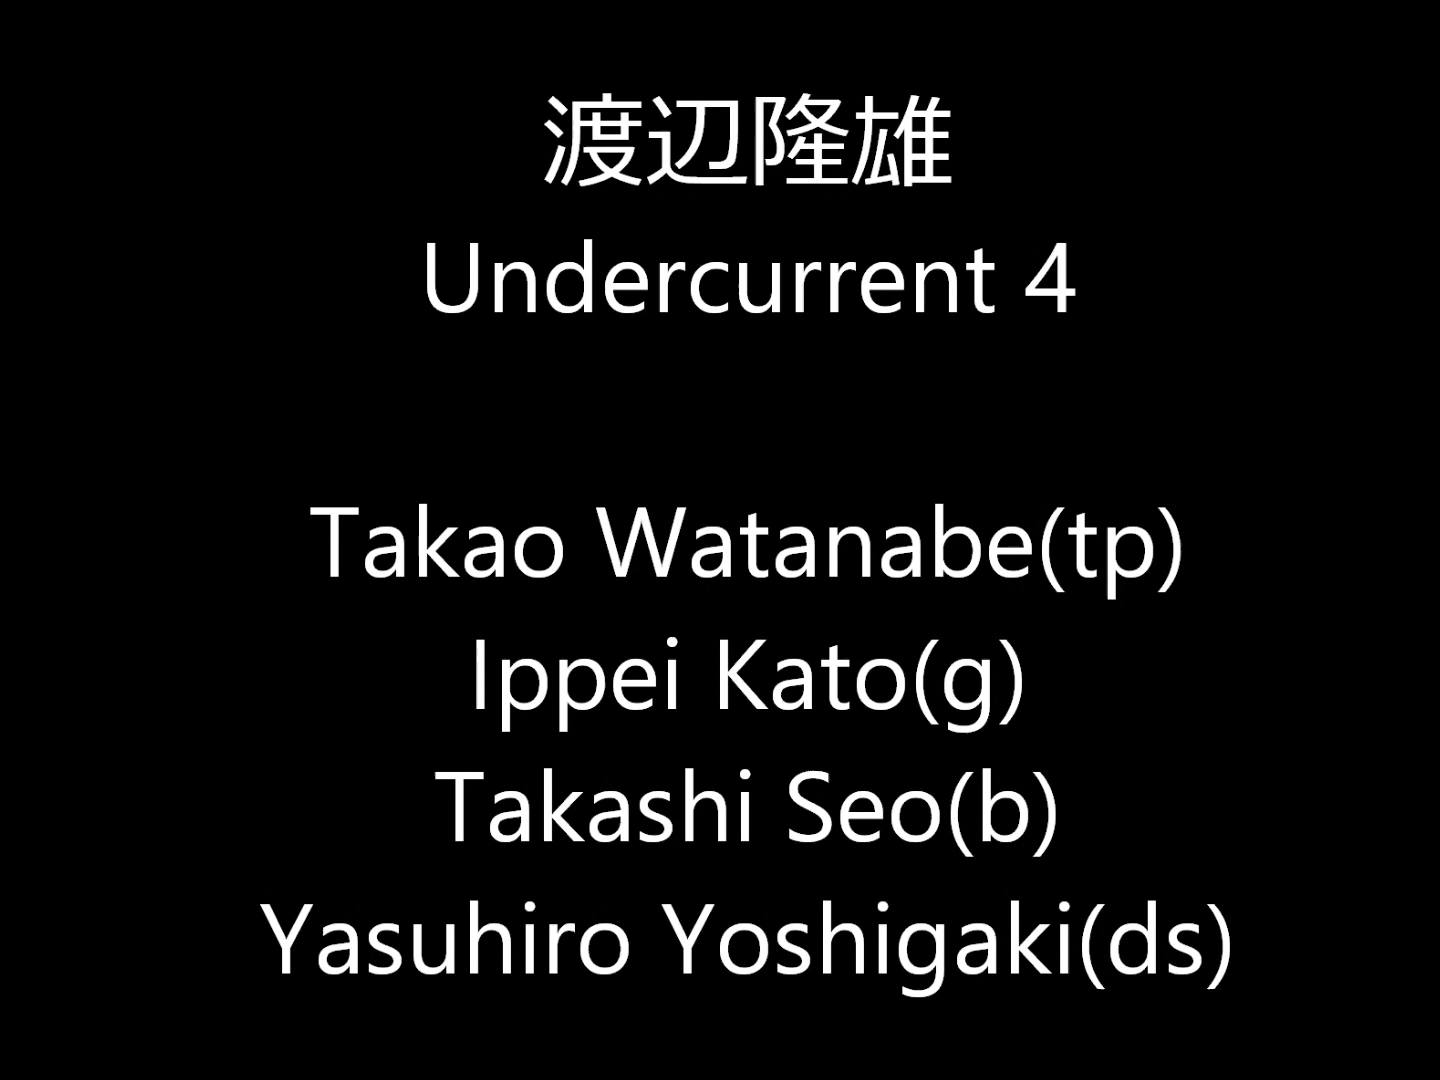 渡辺隆雄
Undercurrent 4
Takao Watanabe(tp)
Ippei Kato(g)
Takashi Seo(b)
Yasuhiro Yoshigaki(ds)